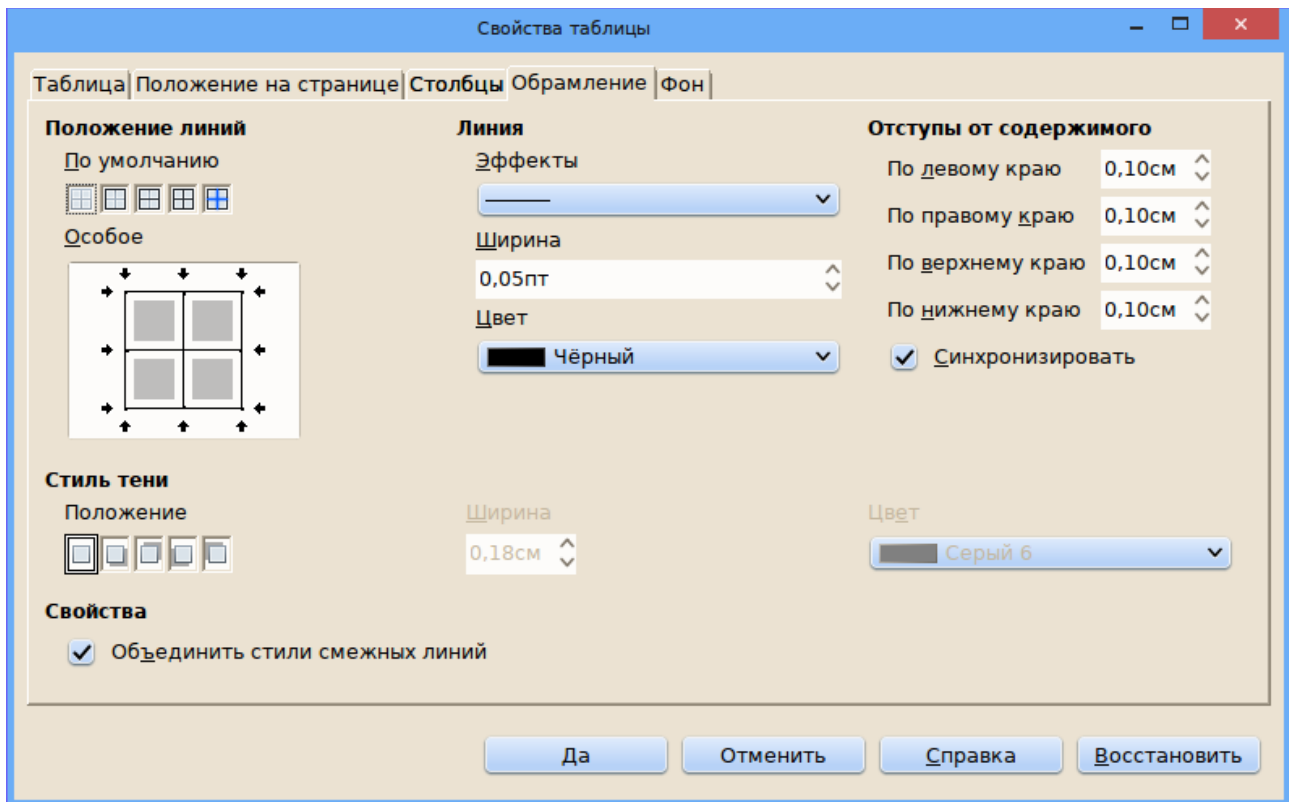 Свойства таблицы
Таблица Положение на странице Столбцы Обрамление Фон
Положение линий
По умолчанию
Особое
Линия
Эффекты
Ширина
0,05пт
Цвет
Чёрный
Отступы от содержимого
По левому краю 0,10см
По правому краю 0,10см
По верхнему краю 0,10см
По нижнему краю 0,10см
Синхронизировать
Стиль тени
Положение
Ширина
0,18см
Цвет
Серый 6
Свойства
Объединить стили смежных линий
Да Отменить Справка Восстановить